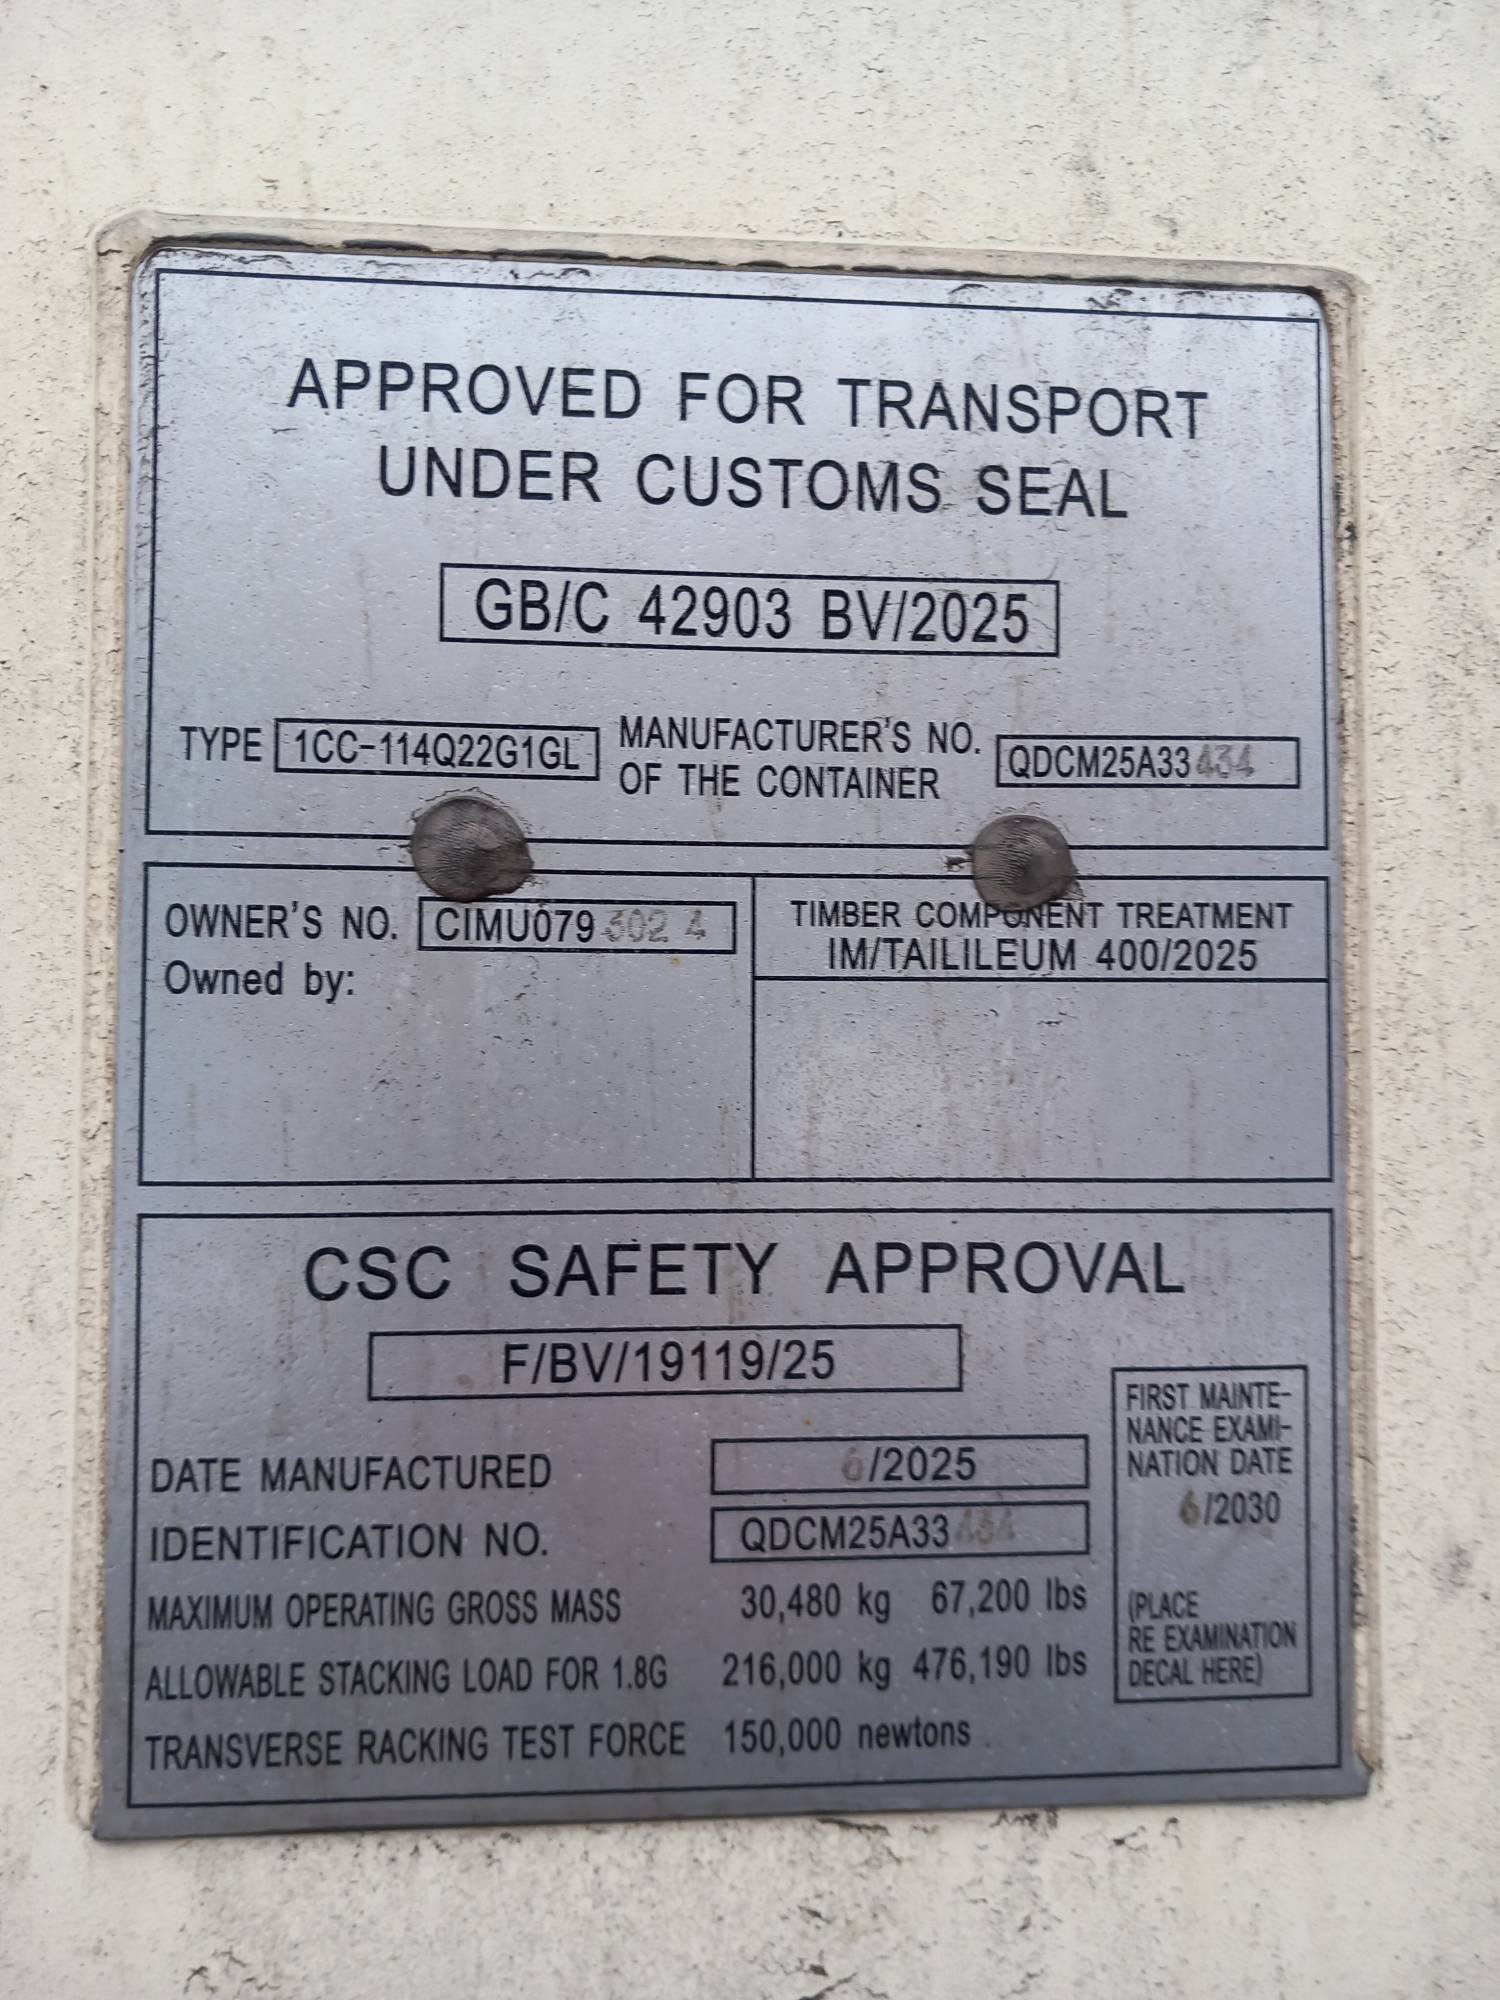 APPROVED FOR TRANSPORT
UNDER CUSTOMS SEAL
GB/C 42903 BV/2025
TYPE 1CC-114Q22G1GL MANUFACTURER'S NO. OF THE CONTAINER QDCM25A33434
OWNER'S NO. CIMU079
Owned by:
TIMBER COMPONENT TREATMENT
IM/TAILILEUM 400/2025
CSC SAFETY APPROVAL
F/BV/19119/25
DATE MANUFACTURED 6/2025
IDENTIFICATION NO. QDCM25A33434
MAXIMUM OPERATING GROSS MASS 30,480 kg 67,200 lbs
ALLOWABLE STACKING LOAD FOR 1.8G 216,000 kg 476,190 lbs
TRANSVERSE RACKING TEST FORCE 150,000 newtons
FIRST MAINTE-
NANCE EXAMI-
NATION DATE
6/2030
(PLACE
RE EXAMINATION
DECAL HERE)